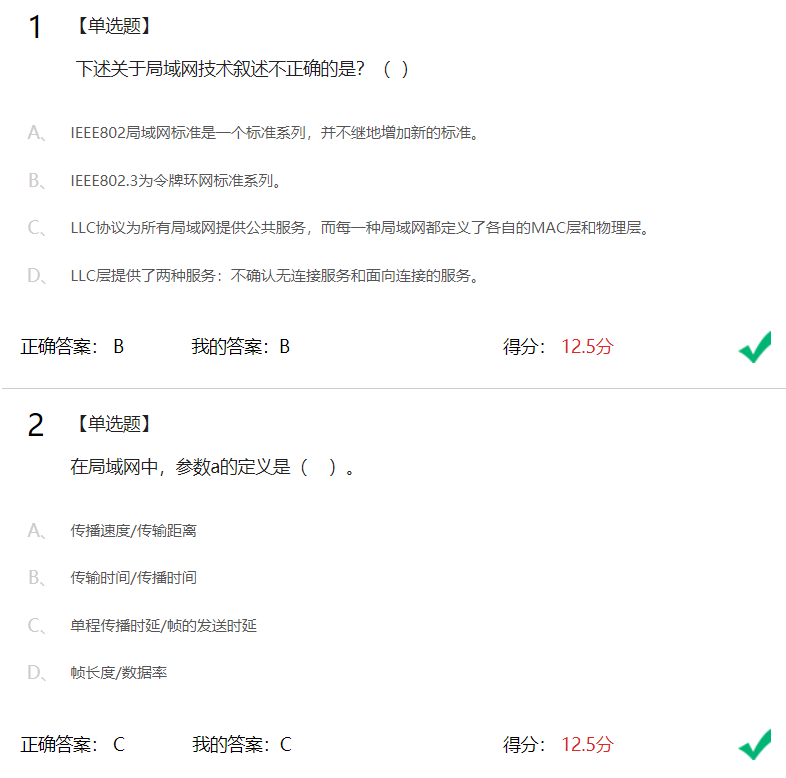 1 【单选题】
下述关于局域网技术叙述不正确的是？（ ）
A、 IEEE802局域网标准是一个标准系列，并不继地增加新的标准。
B、 IEEE802.3为令牌环网标准系列。
C、 LLC协议为所有局域网提供公共服务，而每一种局域网都定义了各自的MAC层和物理层。
D、 LLC层提供了两种服务：不确认无连接服务和面向连接的服务。
正确答案： B 我的答案：B 得分： 12.5分
2 【单选题】
在局域网中，参数a的定义是（ ）。
A、 传播速度/传输距离
B、 传输时间/传播时间
C、 单程传播时延/帧的发送时延
D、 帧长度/数据率
正确答案： C 我的答案：C 得分： 12.5分